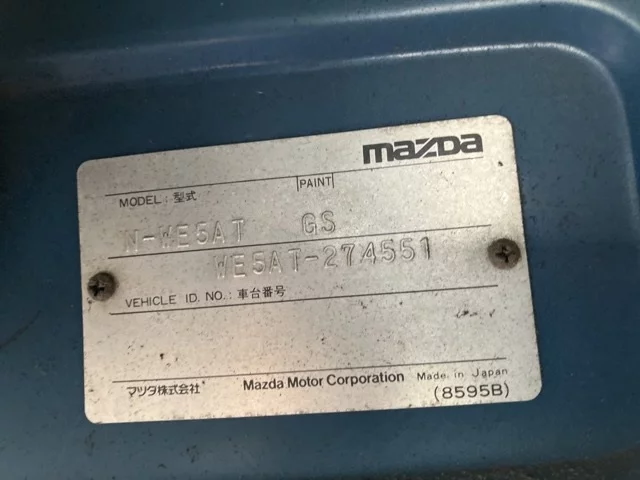 mazda
MODEL : 型式 PAINT
N-WE5AT GS
WE5AT-274551
VEHICLE ID. NO. : 車台番号
マツダ株式会社 Mazda Motor Corporation Made in Japan
(8595B)